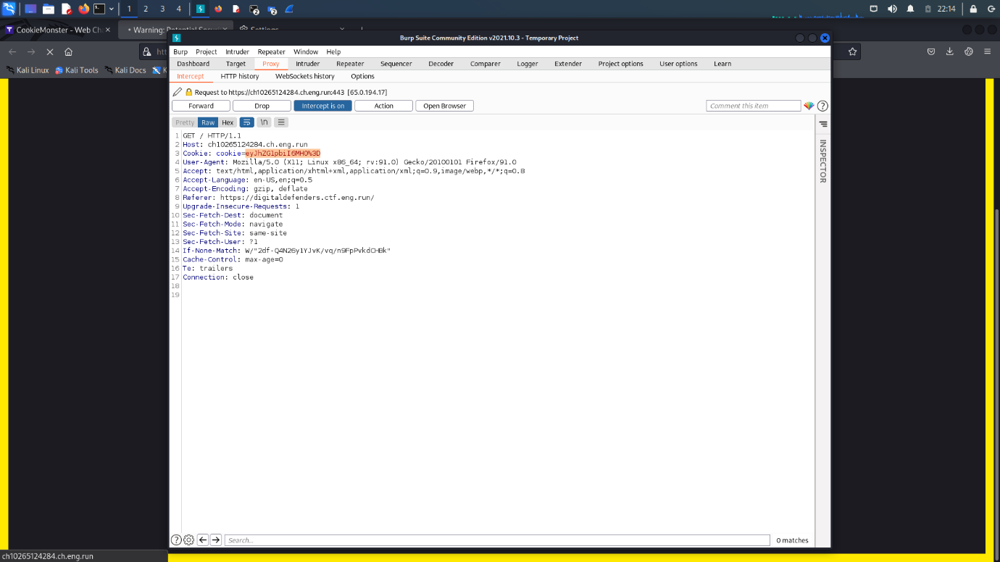 1 2 3 4 22:14
CookieMonster - Web Ch Warning: Potential Settings
Burp Suite Community Edition v2021.10.3 - Temporary Project
Burp Project Intruder Repeater Window Help
Dashboard Target Proxy Intruder Repeater Sequencer Decoder Comparer Logger Extender Project options User options Learn
Kali Linux Kali Tools Kali Docs
Intercept HTTP history WebSockets history Options
Request to https://ch10265124284.ch.eng.run:443 [65.0.194.17]
Forward Drop Intercept is on Action Open Browser Comment this item
Pretty Raw Hex \n
INSPECTOR
1 GET / HTTP/1.1
2 Host: ch10265124284.ch.eng.run
3 Cookie: cookie=eyJhZG1pbiI6MH0%3D
4 User-Agent: Mozilla/5.0 (X11; Linux x86_64; rv:91.0) Gecko/20100101 Firefox/91.0
5 Accept: text/html,application/xhtml+xml,application/xml;q=0.9,image/webp,*/*;q=0.8
6 Accept-Language: en-US,en;q=0.5
7 Accept-Encoding: gzip, deflate
8 Referer: https://digitaldefenders.ctf.eng.run/
9 Upgrade-Insecure-Requests: 1
10 Sec-Fetch-Dest: document
11 Sec-Fetch-Mode: navigate
12 Sec-Fetch-Site: same-site
13 Sec-Fetch-User: ?1
14 If-None-Match: W/"2df-Q4N26y1YJvK/vq/n9FpPvkdCHBk"
15 Cache-Control: max-age=0
16 Te: trailers
17 Connection: close
18
19
Search... 0 matches
ch10265124284.ch.eng.run